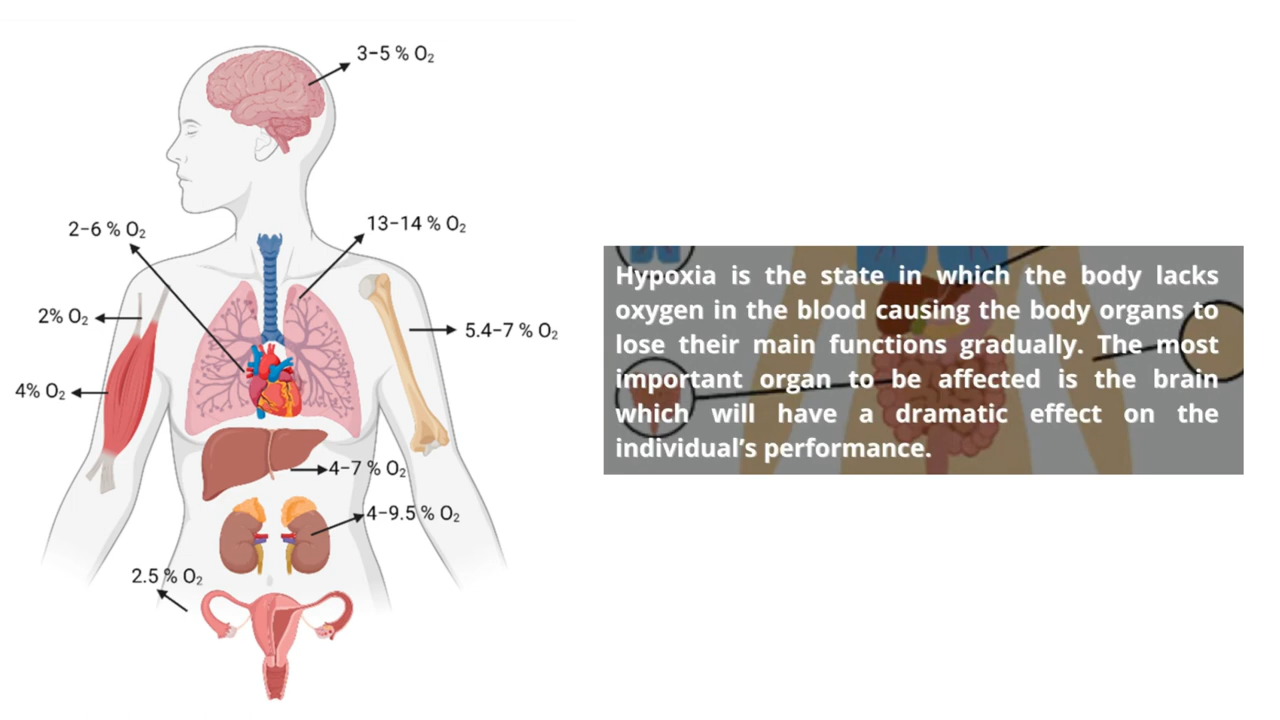 3–5 % O₂
2–6 % O₂
13–14 % O₂
2% O₂
5.4–7 % O₂
4% O₂
4–7 % O₂
4–9.5 % O₂
2.5 % O₂
Hypoxia is the state in which the body lacks
oxygen in the blood causing the body organs to
lose their main functions gradually. The most
important organ to be affected is the brain
which will have a dramatic effect on the
individual's performance.